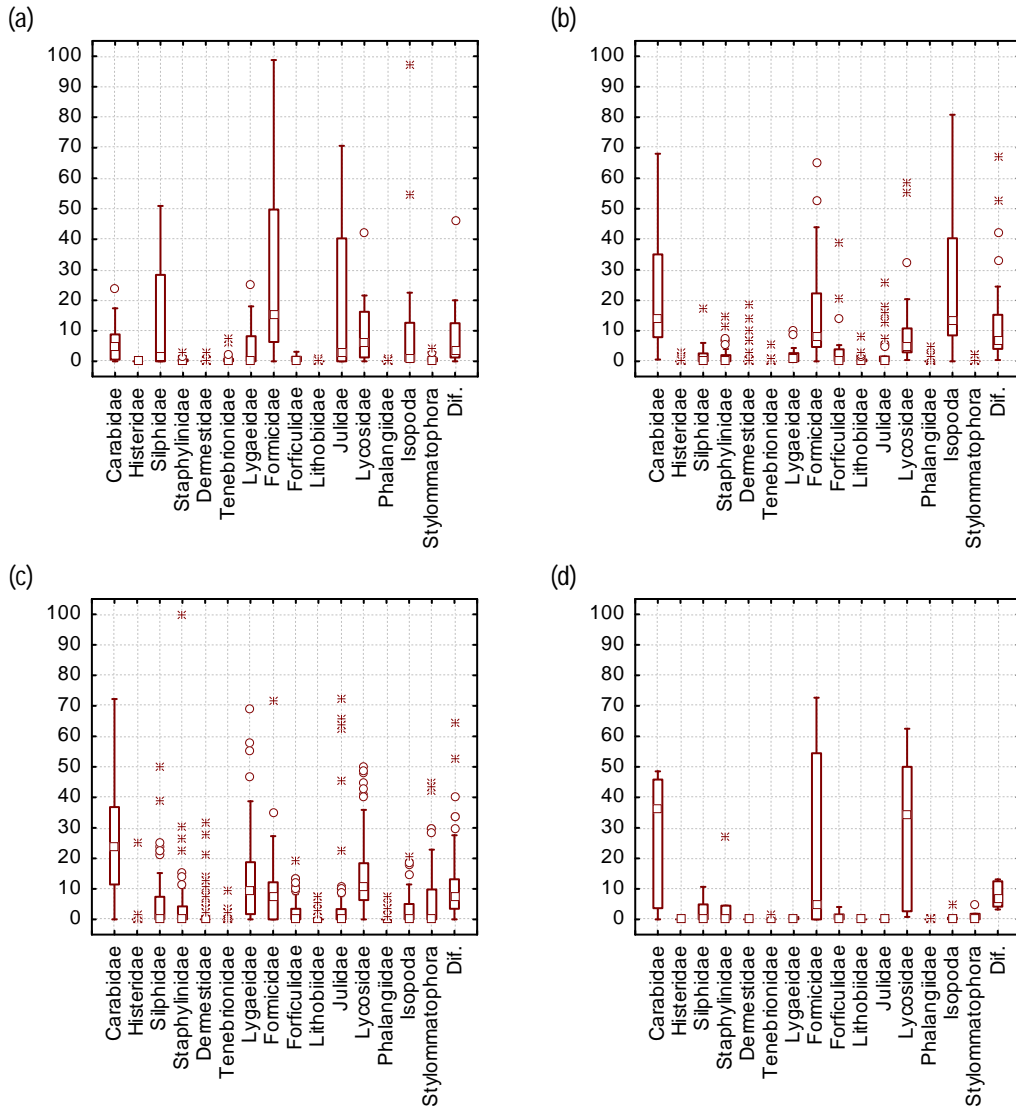 (a)
100
90
80
70
60
50
40
30
20
10
0
Carabidae
Histeridae
Silphidae
Staphylinidae
Dermestidae
Tenebrionidae
Lygaeidae
Formicidae
Forficulidae
Lithobiidae
Julidae
Lycosidae
Phalangiidae
Isopoda
Stylommatophora
Dif.
(b)
100
90
80
70
60
50
40
30
20
10
0
Carabidae
Histeridae
Silphidae
Staphylinidae
Dermestidae
Tenebrionidae
Lygaeidae
Formicidae
Forficulidae
Lithobiidae
Julidae
Lycosidae
Phalangiidae
Isopoda
Stylommatophora
Dif.
(c)
100
90
80
70
60
50
40
30
20
10
0
Carabidae
Histeridae
Silphidae
Staphylinidae
Dermestidae
Tenebrionidae
Lygaeidae
Formicidae
Forficulidae
Lithobiidae
Julidae
Lycosidae
Phalangiidae
Isopoda
Stylommatophora
Dif.
(d)
100
90
80
70
60
50
40
30
20
10
0
Carabidae
Histeridae
Silphidae
Staphylinidae
Dermestidae
Tenebrionidae
Lygaeidae
Formicidae
Forficulidae
Lithobiidae
Julidae
Lycosidae
Phalangiidae
Isopoda
Stylommatophora
Dif.